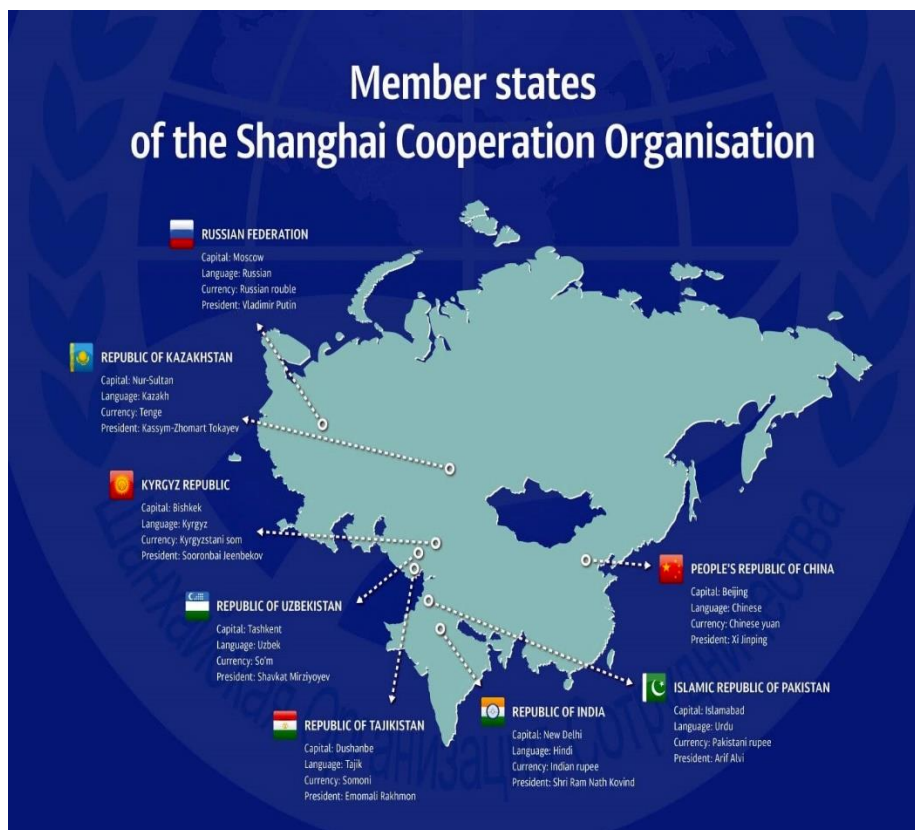 Member states
of the Shanghai Cooperation Organisation
RUSSIAN FEDERATION
Capital: Moscow
Language: Russian
Currency: Russian rouble
President: Vladimir Putin
REPUBLIC OF KAZAKHSTAN
Capital: Nur-Sultan
Language: Kazakh
Currency: Tenge
President: Kassym-Zhomart Tokayev
KYRGYZ REPUBLIC
Capital: Bishkek
Language: Kyrgyz
Currency: Kyrgyzstani som
President: Sooronbai Jeenbekov
REPUBLIC OF UZBEKISTAN
Capital: Tashkent
Language: Uzbek
Currency: So'm
President: Shavkat Mirziyoyev
REPUBLIC OF TAJIKISTAN
Capital: Dushanbe
Language: Tajik
Currency: Somoni
President: Emomali Rakhmon
REPUBLIC OF INDIA
Capital: New Delhi
Language: Hindi
Currency: Indian rupee
President: Shri Ram Nath Kovind
PEOPLE'S REPUBLIC OF CHINA
Capital: Beijing
Language: Chinese
Currency: Chinese yuan
President: Xi Jinping
ISLAMIC REPUBLIC OF PAKISTAN
Capital: Islamabad
Language: Urdu
Currency: Pakistani rupee
President: Arif Alvi